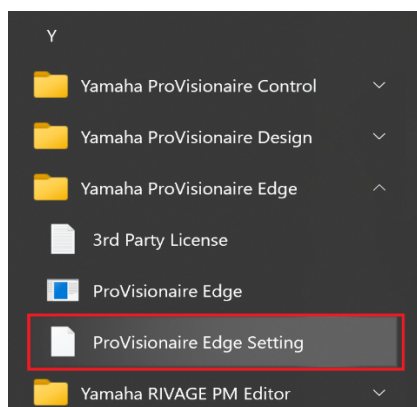 Y
Yamaha ProVisionaire Control
Yamaha ProVisionaire Design
Yamaha ProVisionaire Edge
3rd Party License
ProVisionaire Edge
ProVisionaire Edge Setting
Yamaha RIVAGE PM Editor